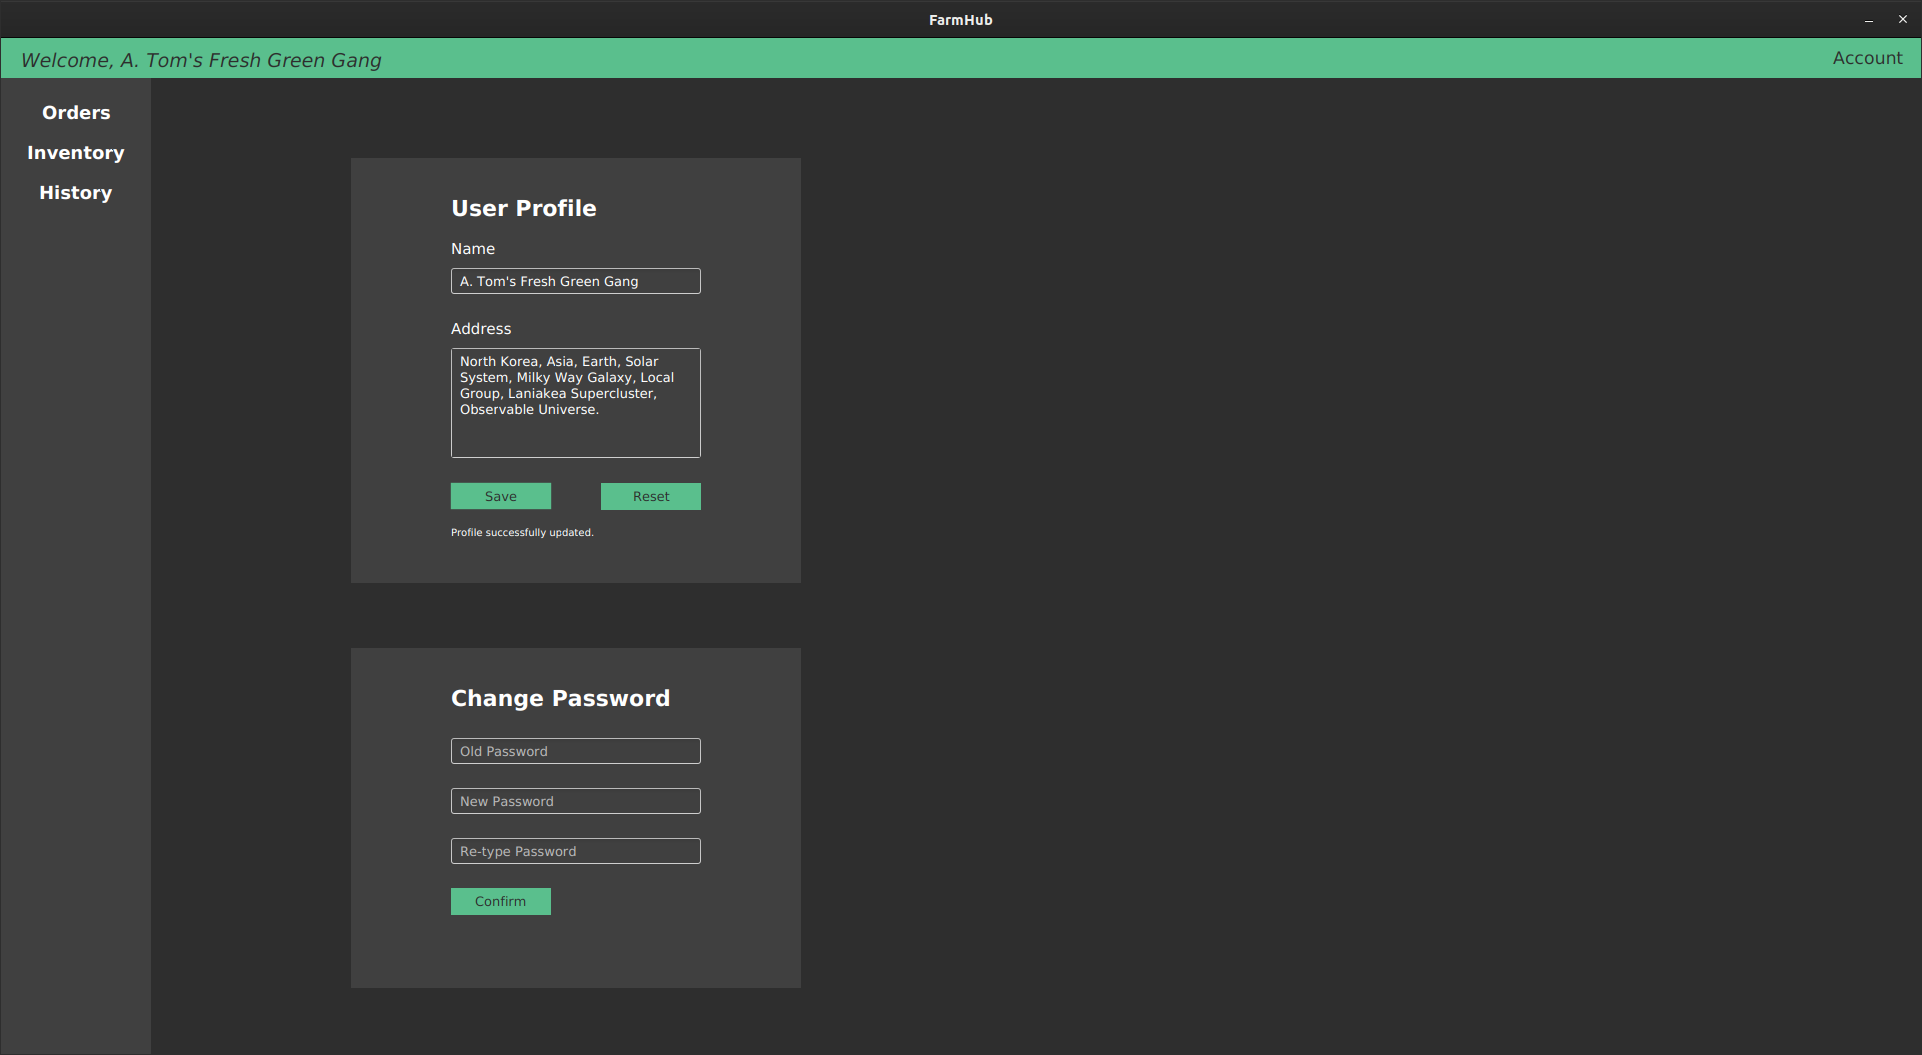 FarmHub
Welcome, A. Tom's Fresh Green Gang
Account
Orders
Inventory
History
User Profile
Name
A. Tom's Fresh Green Gang
Address
North Korea, Asia, Earth, Solar
System, Milky Way Galaxy, Local
Group, Laniakea Supercluster,
Observable Universe.
Save
Reset
Profile successfully updated.
Change Password
Old Password
New Password
Re-type Password
Confirm